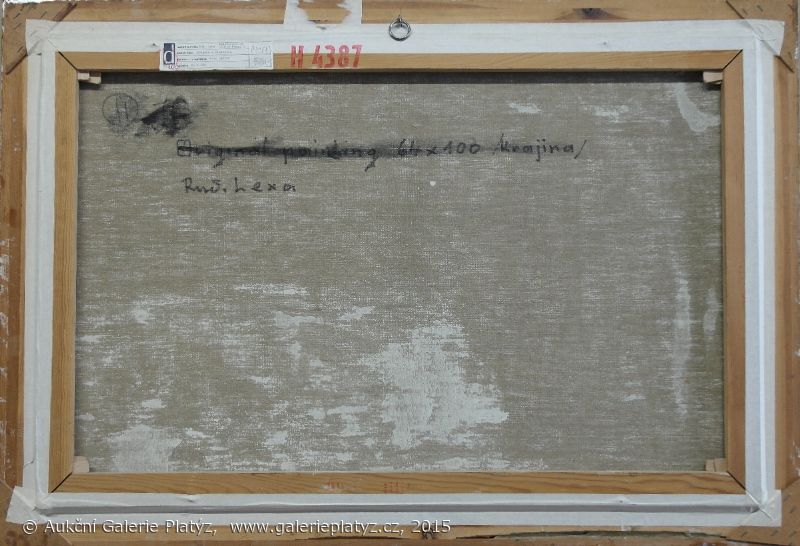 H 4387
H
Original painting 64x100 /krajina/
Rud. Lexa
© Aukční Galerie Platýz, www.galerieplatyz.cz, 2015